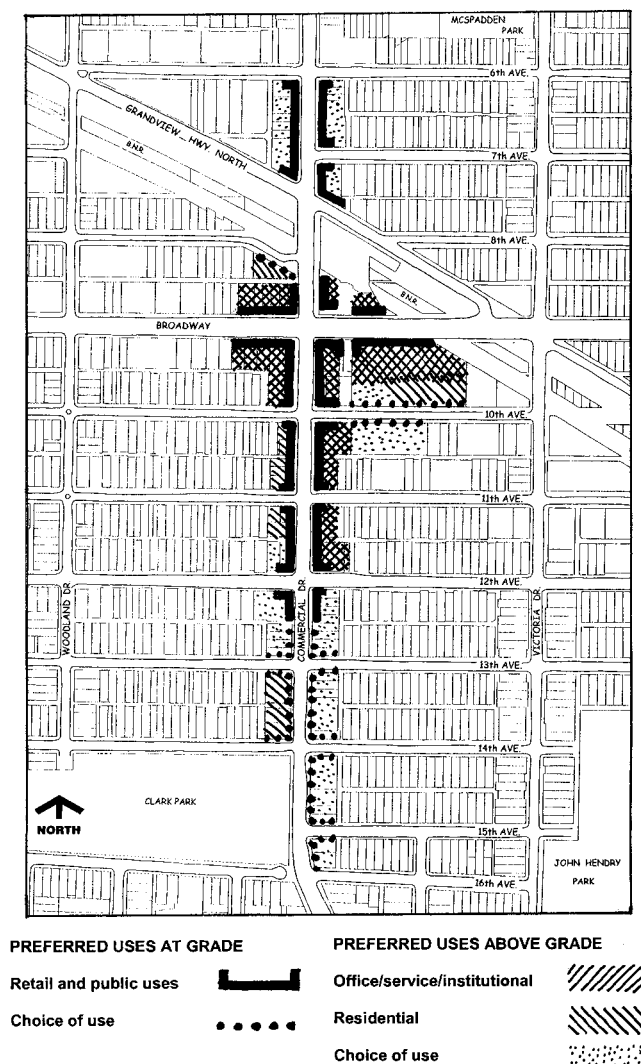 MCSPADDEN
PARK
6th AVE.
GRANDVIEW HWY NORTH
B.N.R.
7th AVE.
8th AVE.
B.N.R.
BROADWAY
10th AVE.
11th AVE.
12th AVE.
WOODLAND DR.
COMMERCIAL DR.
VICTORIA DR.
13th AVE.
14th AVE.
CLARK PARK
NORTH
15th AVE.
JOHN HENDRY
PARK
16th AVE.
PREFERRED USES AT GRADE
Retail and public uses
Choice of use
PREFERRED USES ABOVE GRADE
Office/service/institutional
Residential
Choice of use